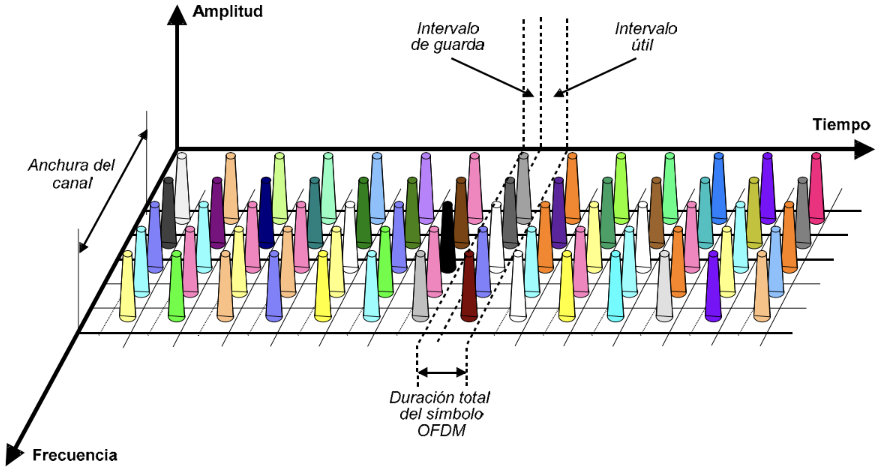 Amplitud
Intervalo
de guarda
Intervalo
útil
Tiempo
Anchura del
canal
Duración total
del símbolo
OFDM
Frecuencia